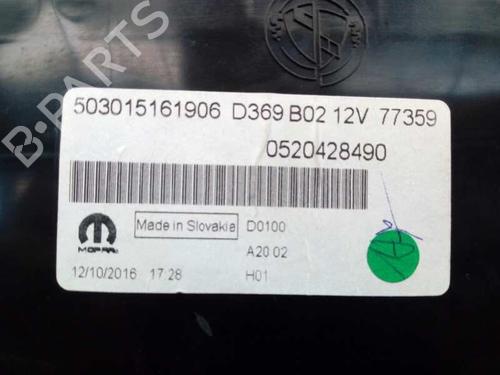 B-PARTS
503015161906 D369 B02 12V 77359
0520428490
Made in Slovakia D0100
MOPAR A20 02
12/10/2016 17:28 H01